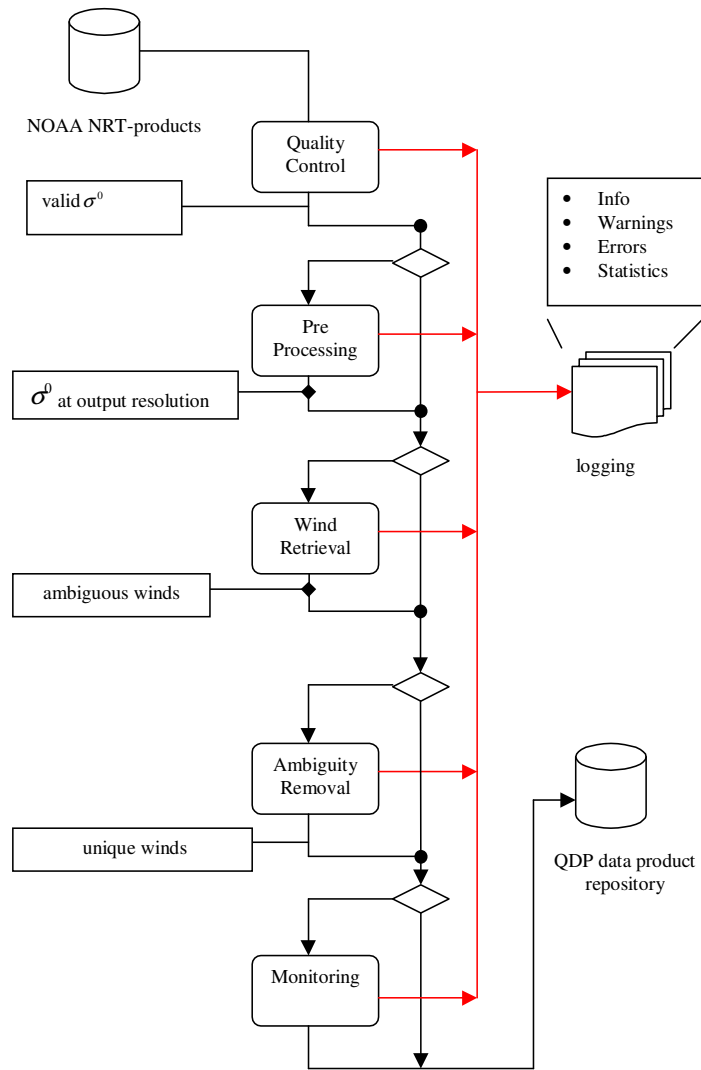 NOAA NRT-products
Quality
Control
valid σ⁰
• Info
• Warnings
• Errors
• Statistics
Pre
Processing
σ⁰ at output resolution
logging
Wind
Retrieval
ambiguous winds
Ambiguity
Removal
unique winds
QDP data product
repository
Monitoring